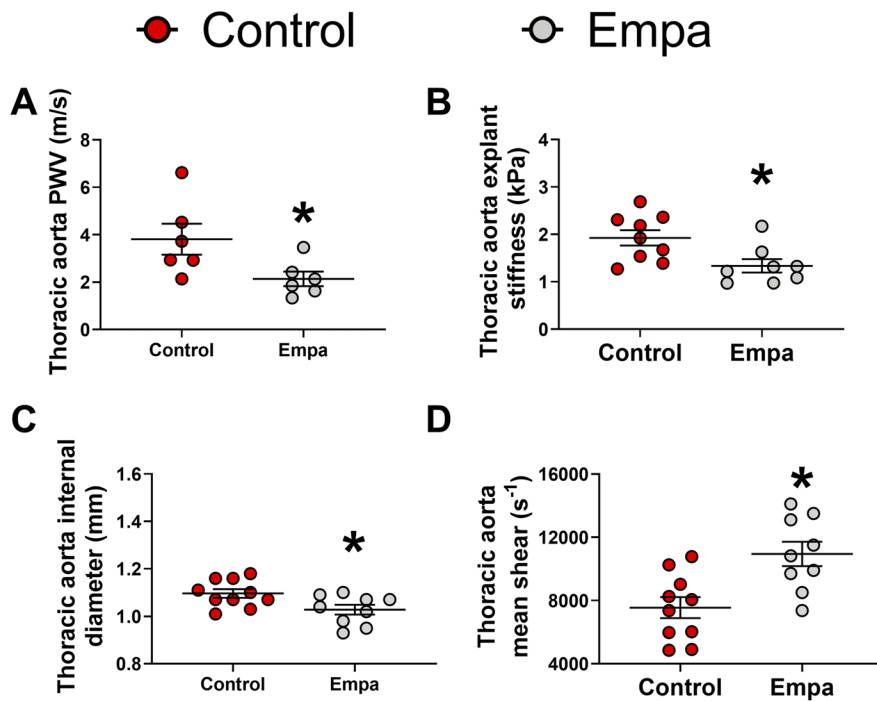 Control Empa
A
Thoracic aorta PWV (m/s)
8
6
4
2
0
Control Empa
*
B
Thoracic aorta explant
stiffness (kPa)
4
3
2
1
0
Control Empa
*
C
Thoracic aorta internal
diameter (mm)
1.6
1.4
1.2
1.0
0.8
Control Empa
*
D
Thoracic aorta
mean shear (s⁻¹)
16000
12000
8000
4000
Control Empa
*